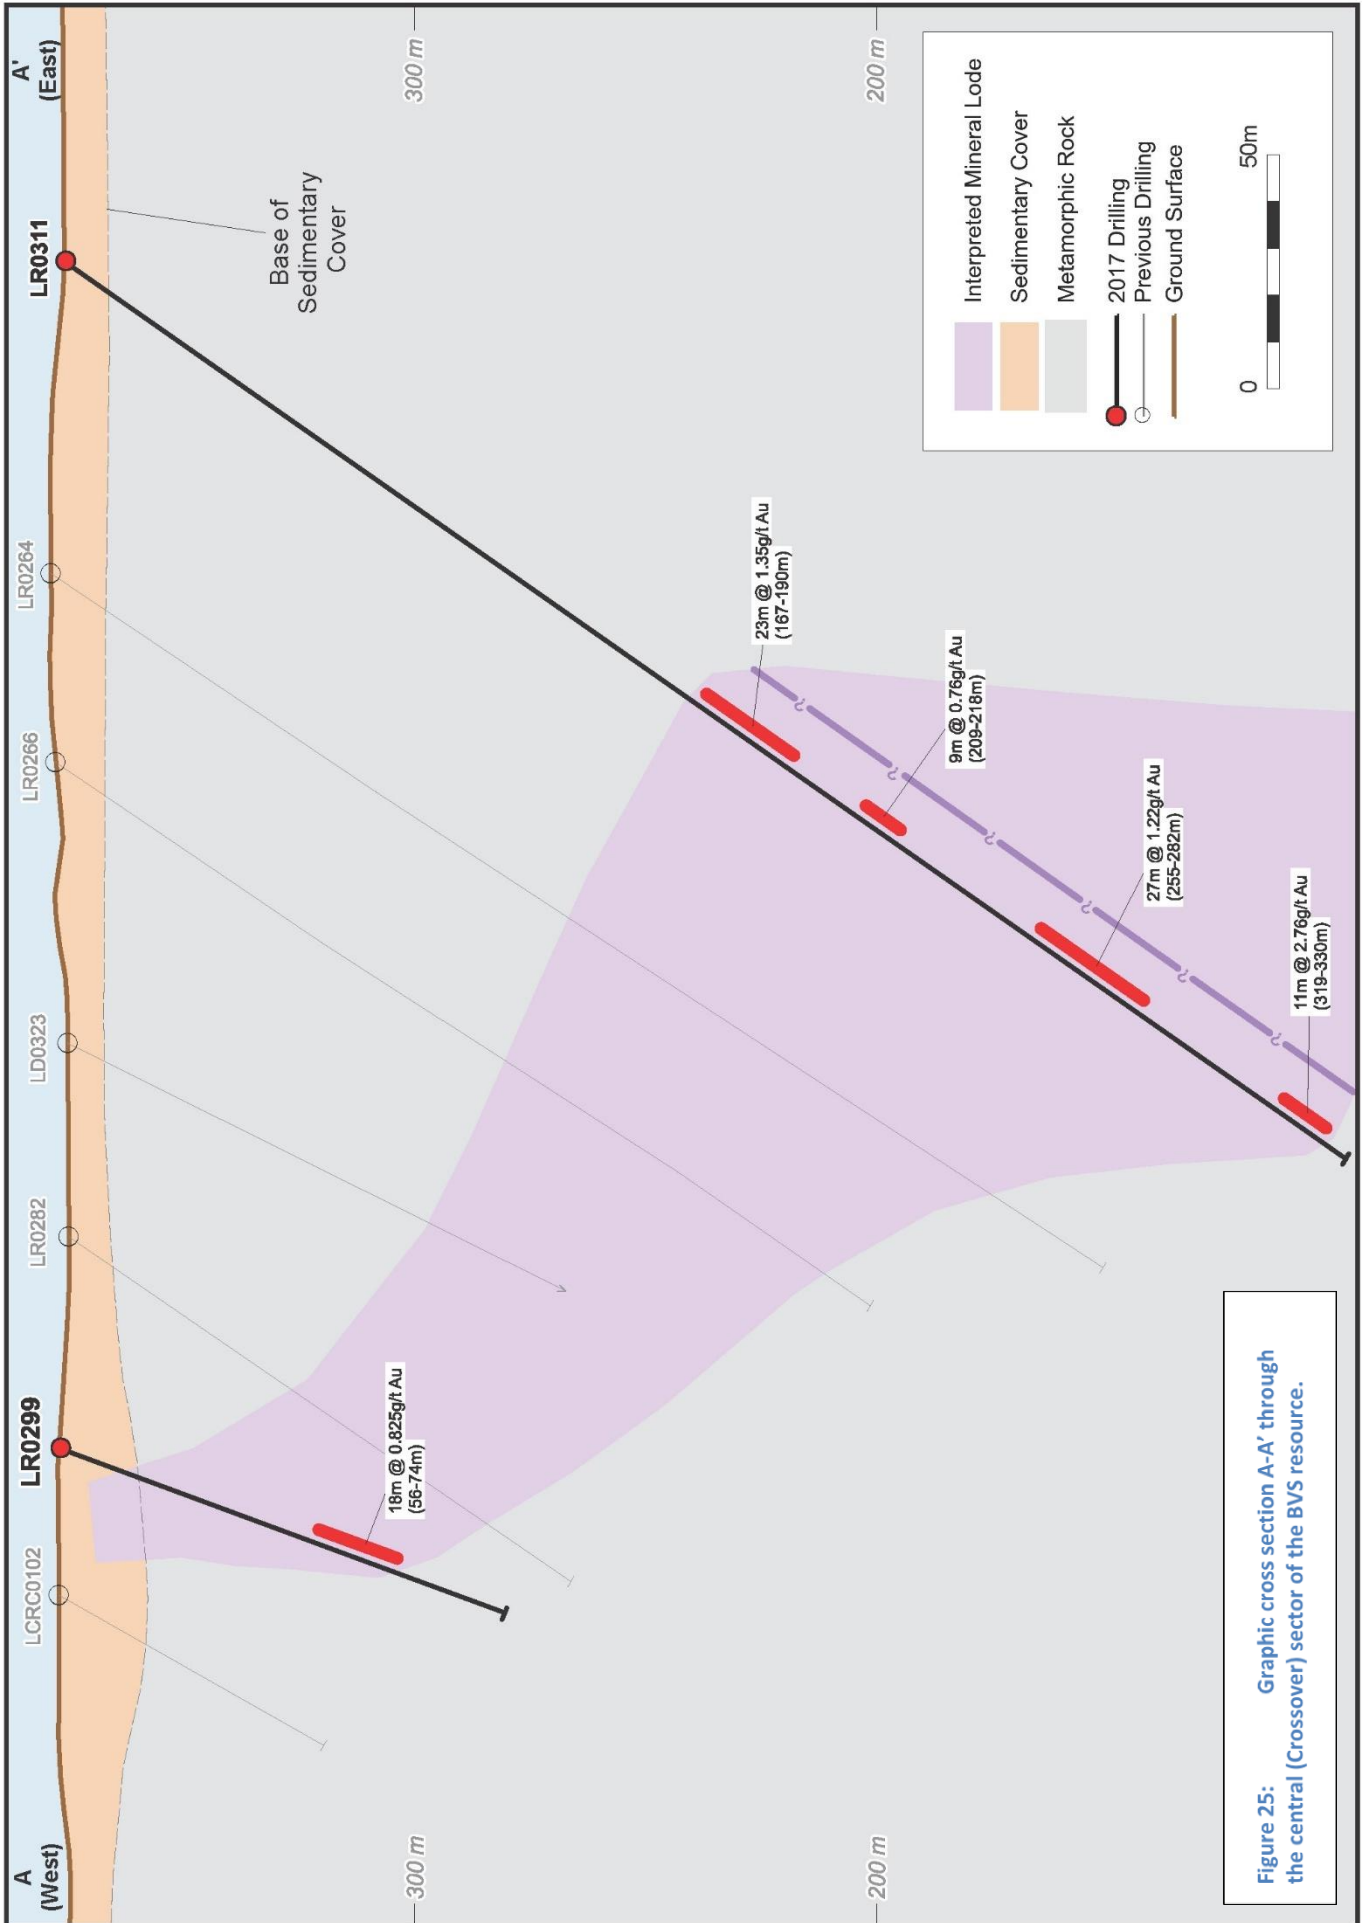 A
(West)
LCRC0102
LR0299
LR0282
LD0323
LR0266
LR0264
LR0311
A'
(East)
Base of
Sedimentary
Cover
300 m
300 m
18m @ 0.825g/t Au
(56-74m)
23m @ 1.35g/t Au
(167-190m)
200 m
200 m
9m @ 0.76g/t Au
(209-218m)
27m @ 1.22g/t Au
(255-282m)
11m @ 2.76g/t Au
(319-330m)
?
?
?
?
?
?
Interpreted Mineral Lode
Sedimentary Cover
Metamorphic Rock
2017 Drilling
Previous Drilling
Ground Surface
0 50m
Figure 25: Graphic cross section A-A’ through
the central (Crossover) sector of the BVS resource.